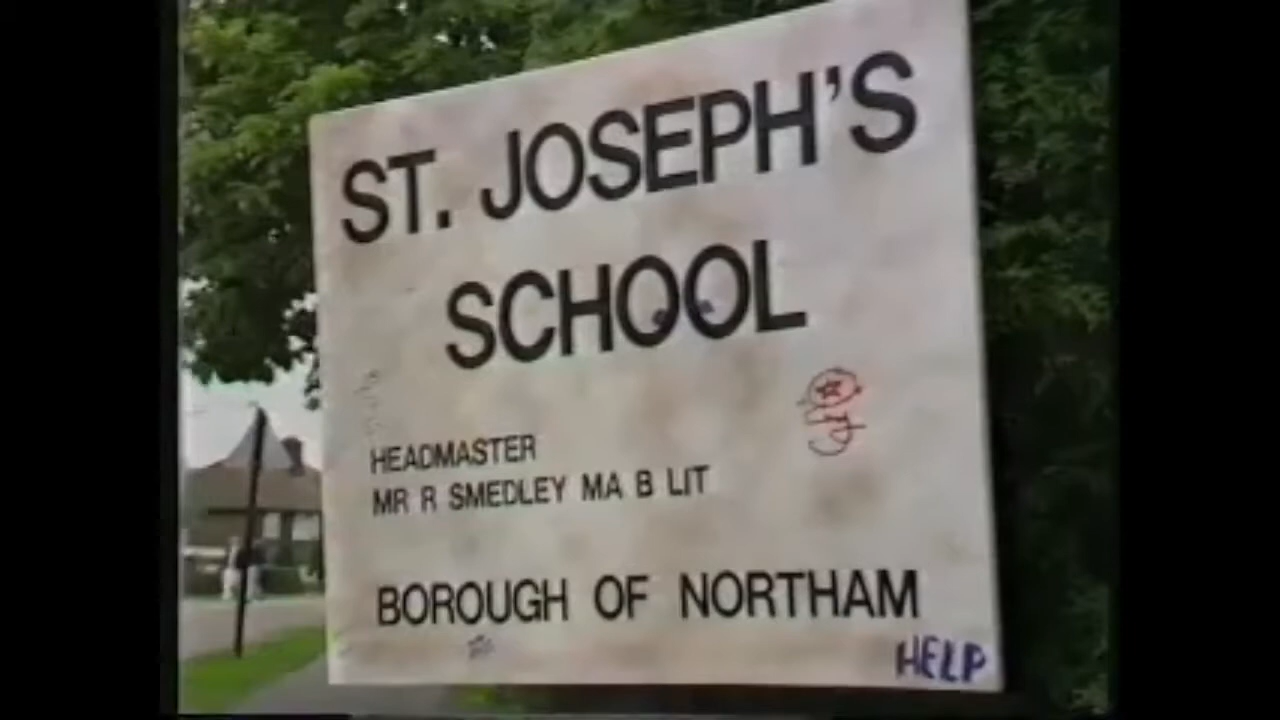 ST. JOSEPH'S
SCHOOL
HEADMASTER
MR R SMEDLEY MA B LIT
BOROUGH OF NORTHAM
HELP